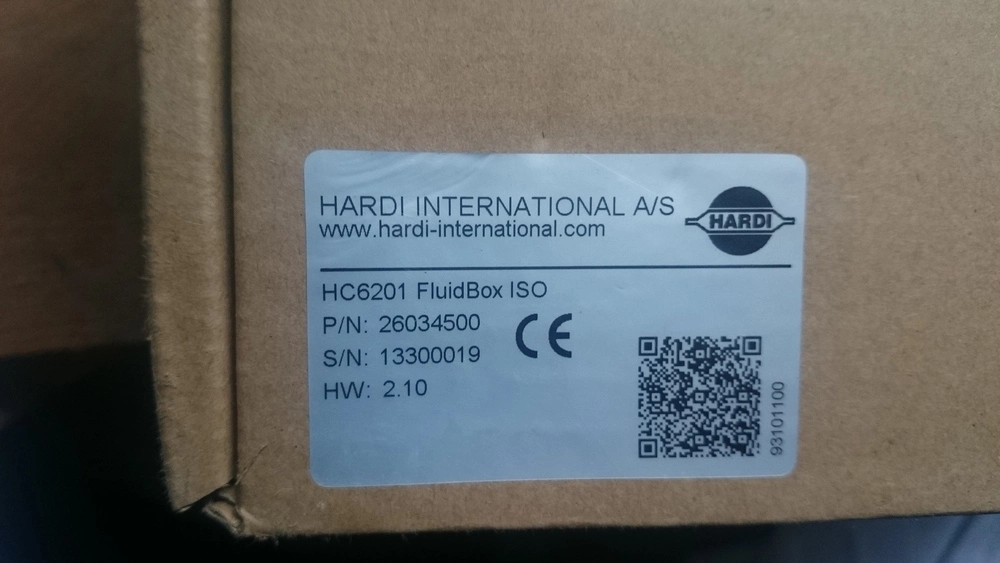 HARDI INTERNATIONAL A/S
www.hardi-international.com
HARDI
HC6201 FluidBox ISO
P/N: 26034500
S/N: 13300019
HW: 2.10
CE
93101100